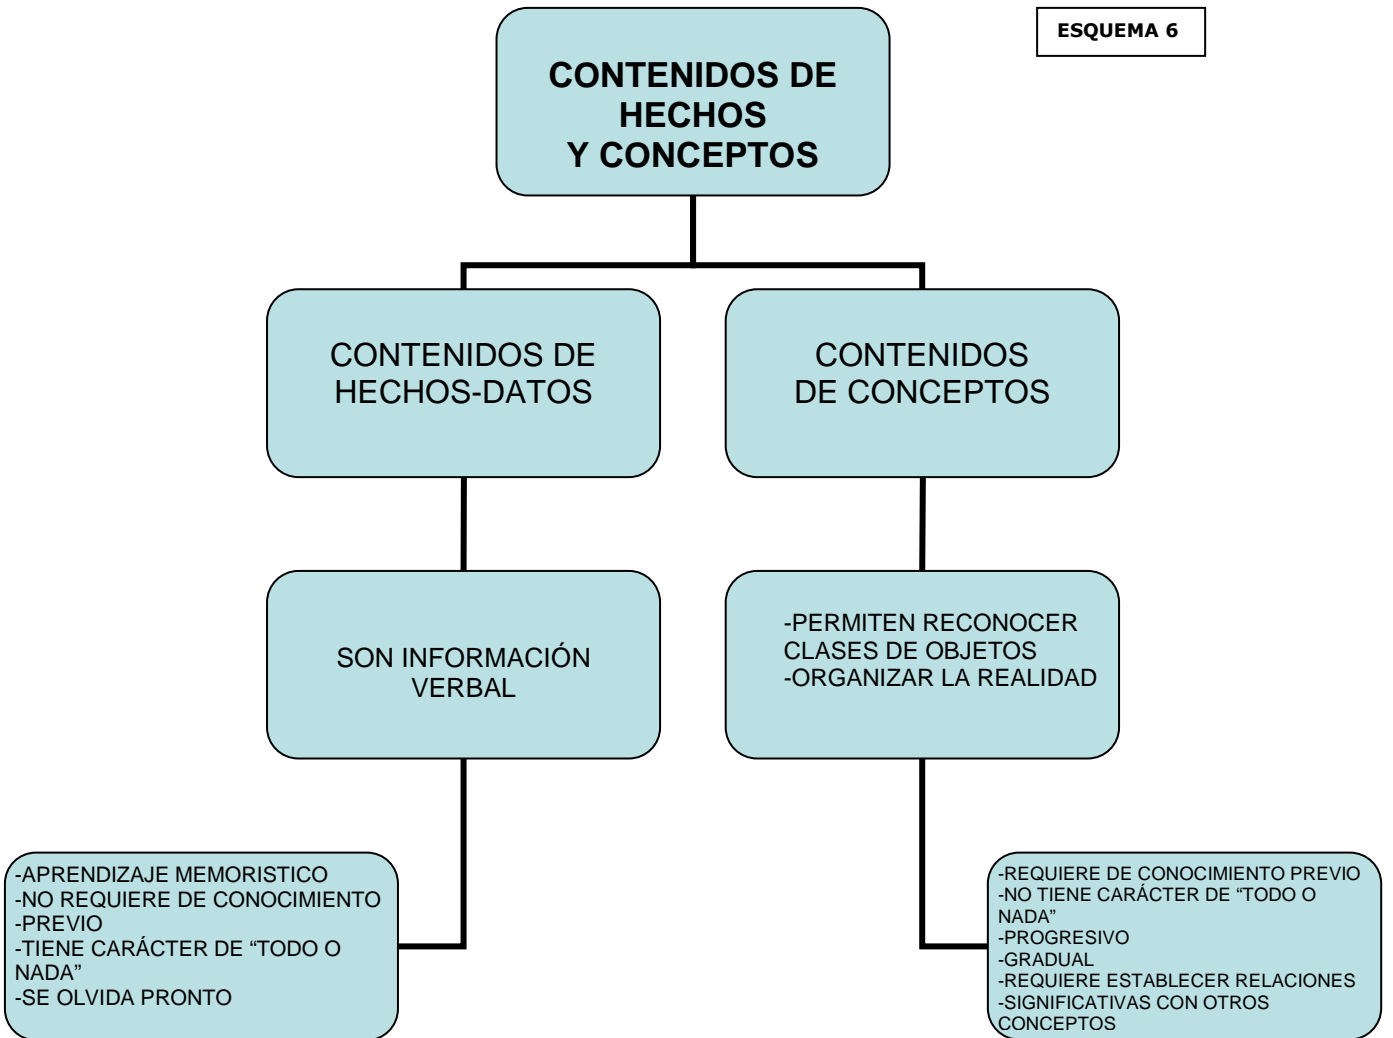 ESQUEMA 6
CONTENIDOS DE
HECHOS
Y CONCEPTOS
CONTENIDOS DE
HECHOS-DATOS
CONTENIDOS
DE CONCEPTOS
SON INFORMACIÓN
VERBAL
-PERMITEN RECONOCER
CLASES DE OBJETOS
-ORGANIZAR LA REALIDAD
-APRENDIZAJE MEMORISTICO
-NO REQUIERE DE CONOCIMIENTO
-PREVIO
-TIENE CARÁCTER DE “TODO O
NADA”
-SE OLVIDA PRONTO
-REQUIERE DE CONOCIMIENTO PREVIO
-NO TIENE CARÁCTER DE “TODO O
NADA”
-PROGRESIVO
-GRADUAL
-REQUIERE ESTABLECER RELACIONES
-SIGNIFICATIVAS CON OTROS
CONCEPTOS